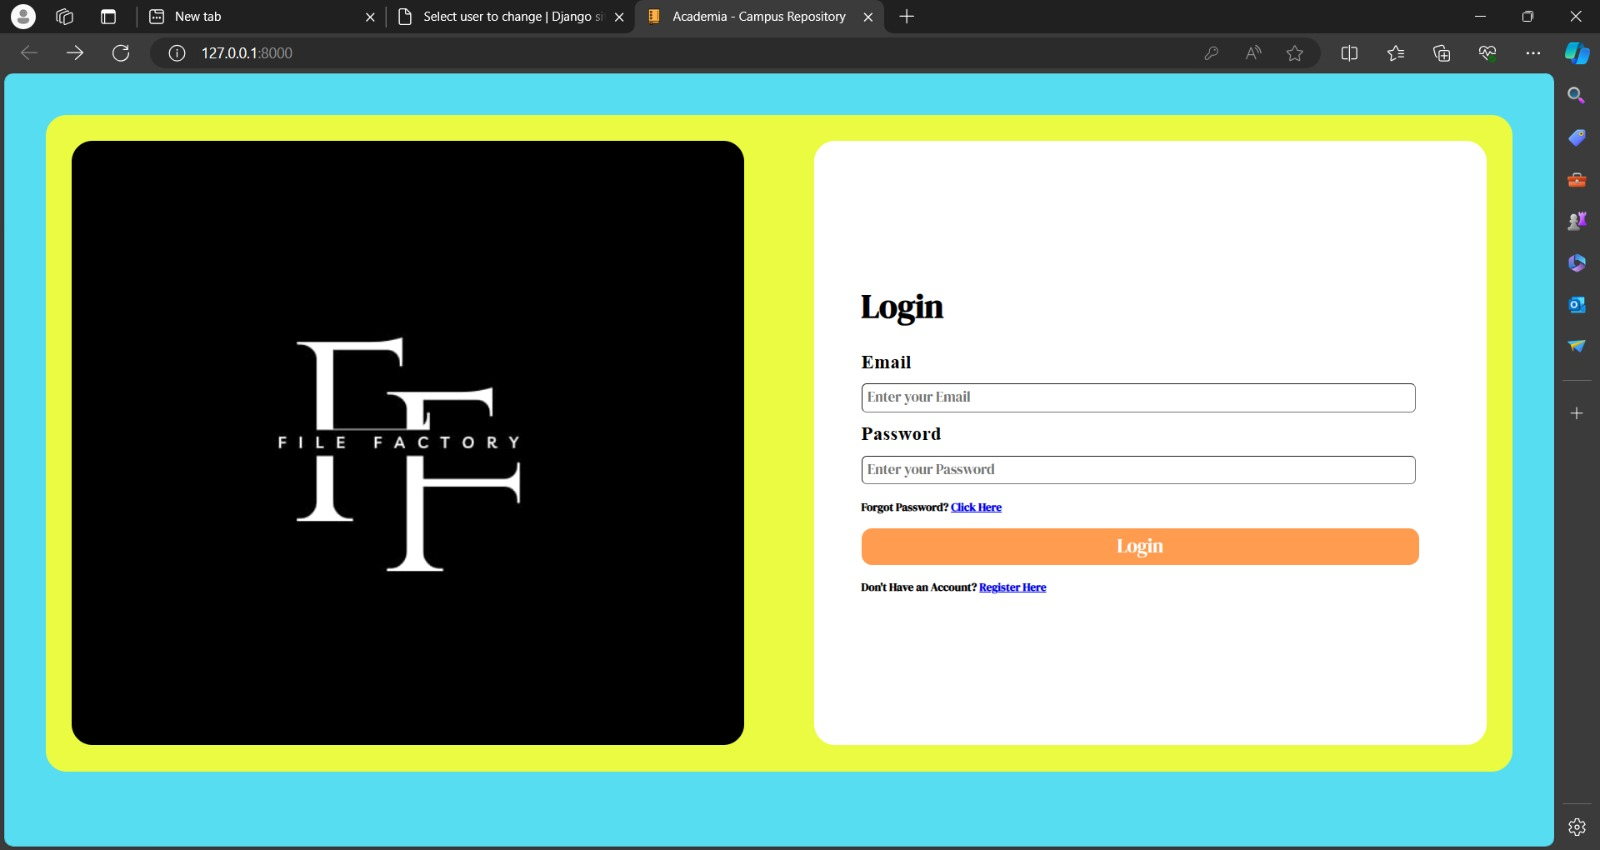 New tab
Select user to change | Django si
Academia - Campus Repository
127.0.0.1:8000
FILE FACTORY
Login
Email
Enter your Email
Password
Enter your Password
Forgot Password? Click Here
Login
Don't Have an Account? Register Here